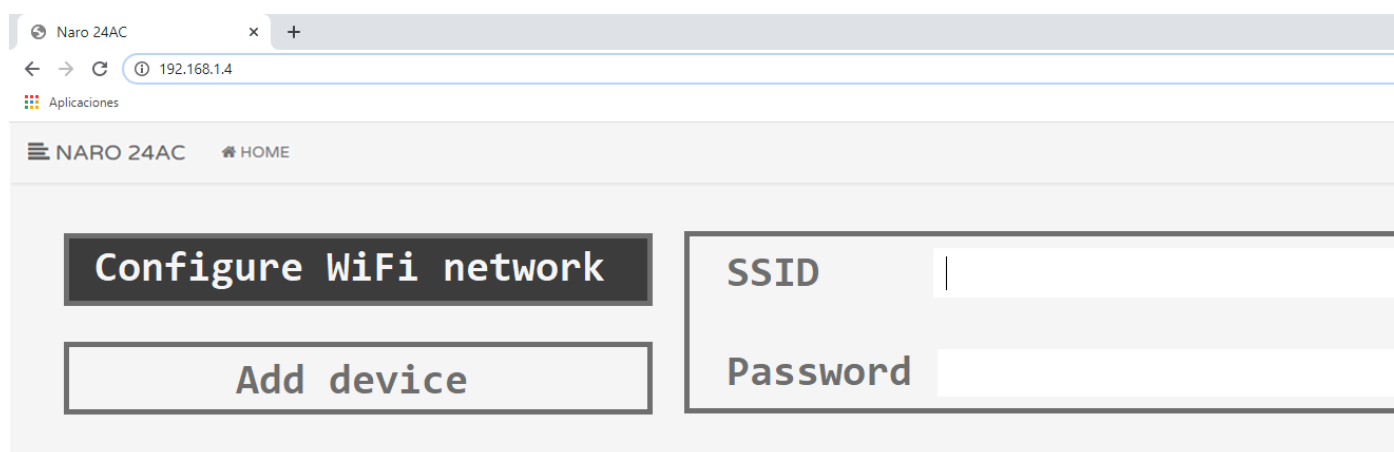 Naro 24AC
192.168.1.4
Aplicaciones
NARO 24AC HOME
Configure WiFi network
SSID
Add device
Password